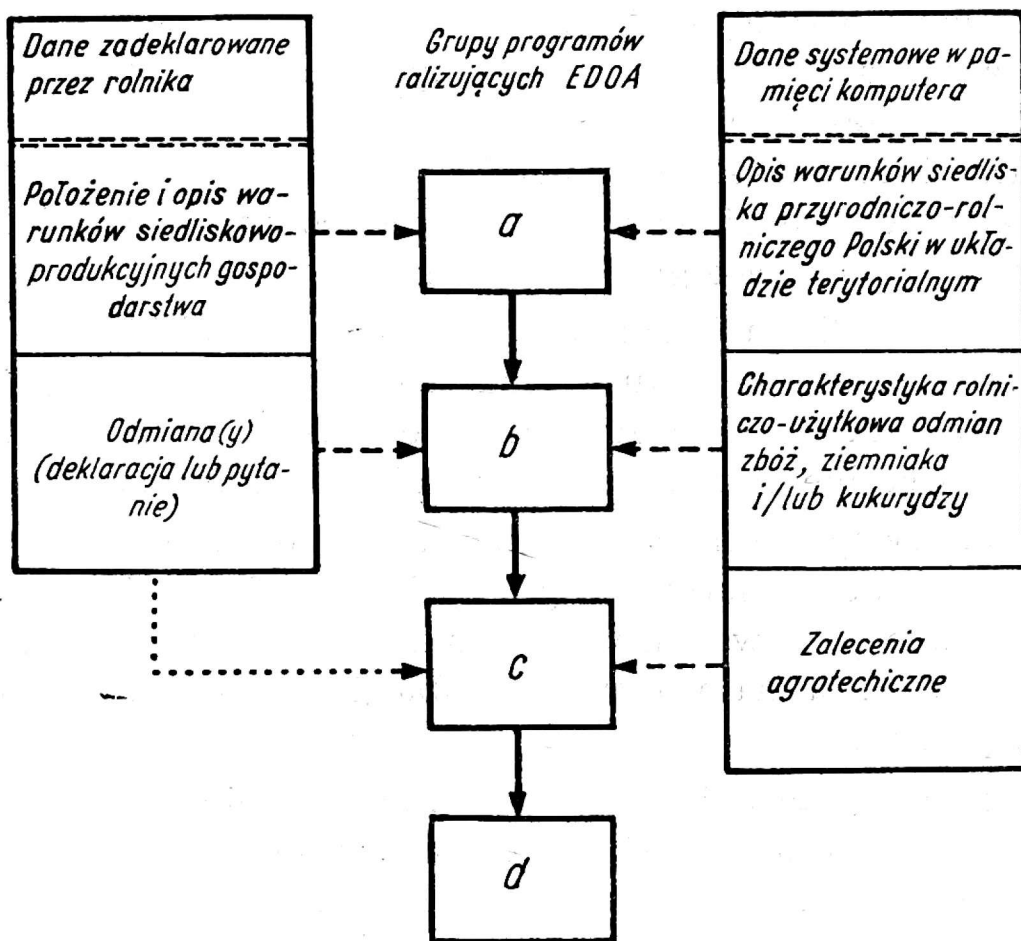 Dane zadeklarowane
przez rolnika
Położenie i opis wa-
runków siedliskowo-
produkcyjnych gospo-
darstwa
Odmiana(y)
(deklaracja lub pyta-
nie)
Grupy programów
ralizujących EDOA
a
b
c
d
Dane systemowe w pa-
mięci komputera
Opis warunków siedlis-
ka przyrodniczo-rol-
niczego Polski w ukła-
dzie terytorialnym
Charakterystyka rolni-
czo-użytkowa odmian
zbóż, ziemniaka
i/lub kukurydzy
Zalecenia
agrotechiczne